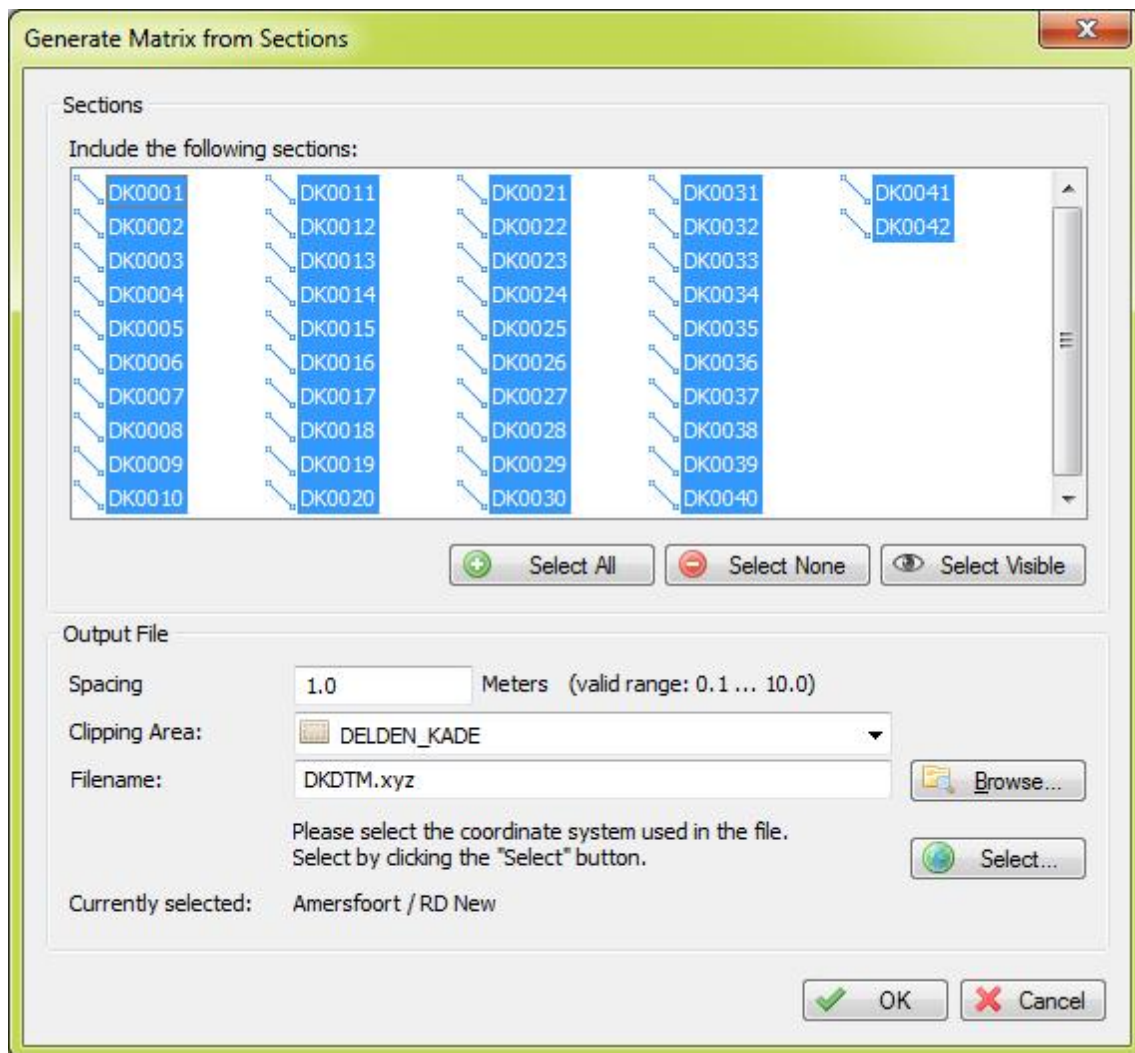 Generate Matrix from Sections
Sections
Include the following sections:
DK0001 DK0011 DK0021 DK0031 DK0041
DK0002 DK0012 DK0022 DK0032 DK0042
DK0003 DK0013 DK0023 DK0033
DK0004 DK0014 DK0024 DK0034
DK0005 DK0015 DK0025 DK0035
DK0006 DK0016 DK0026 DK0036
DK0007 DK0017 DK0027 DK0037
DK0008 DK0018 DK0028 DK0038
DK0009 DK0019 DK0029 DK0039
DK0010 DK0020 DK0030 DK0040
Select All Select None Select Visible
Output File
Spacing 1.0 Meters (valid range: 0.1 ... 10.0)
Clipping Area: DELDEN_KADE
Filename: DKDTM.xyz Browse...
Please select the coordinate system used in the file.
Select by clicking the "Select" button. Select...
Currently selected: Amersfoort / RD New
OK Cancel